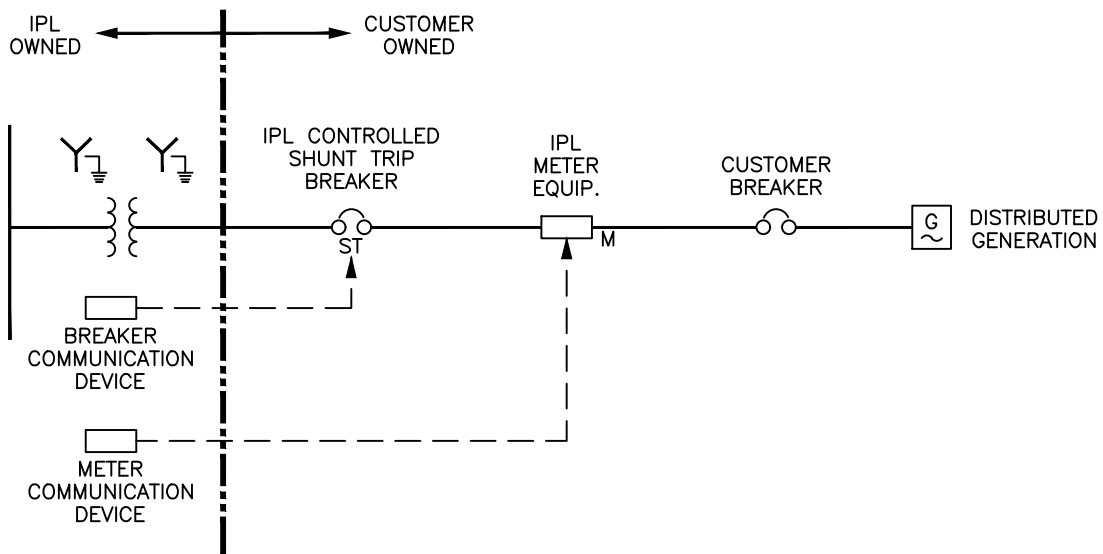 IPL
OWNED
CUSTOMER
OWNED
IPL CONTROLLED
SHUNT TRIP
BREAKER
ST
IPL
METER
EQUIP.
M
CUSTOMER
BREAKER
G
DISTRIBUTED
GENERATION
BREAKER
COMMUNICATION
DEVICE
METER
COMMUNICATION
DEVICE